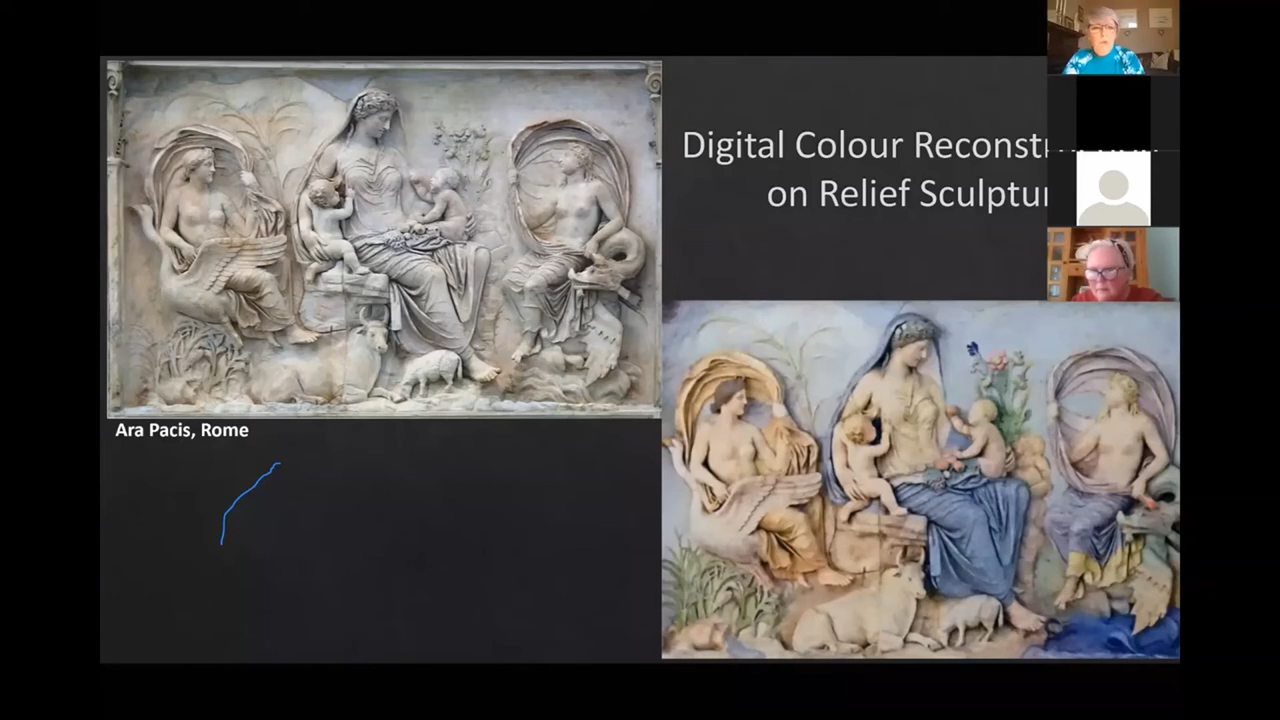 Digital Colour Reconst
on Relief Sculptu
Ara Pacis, Rome